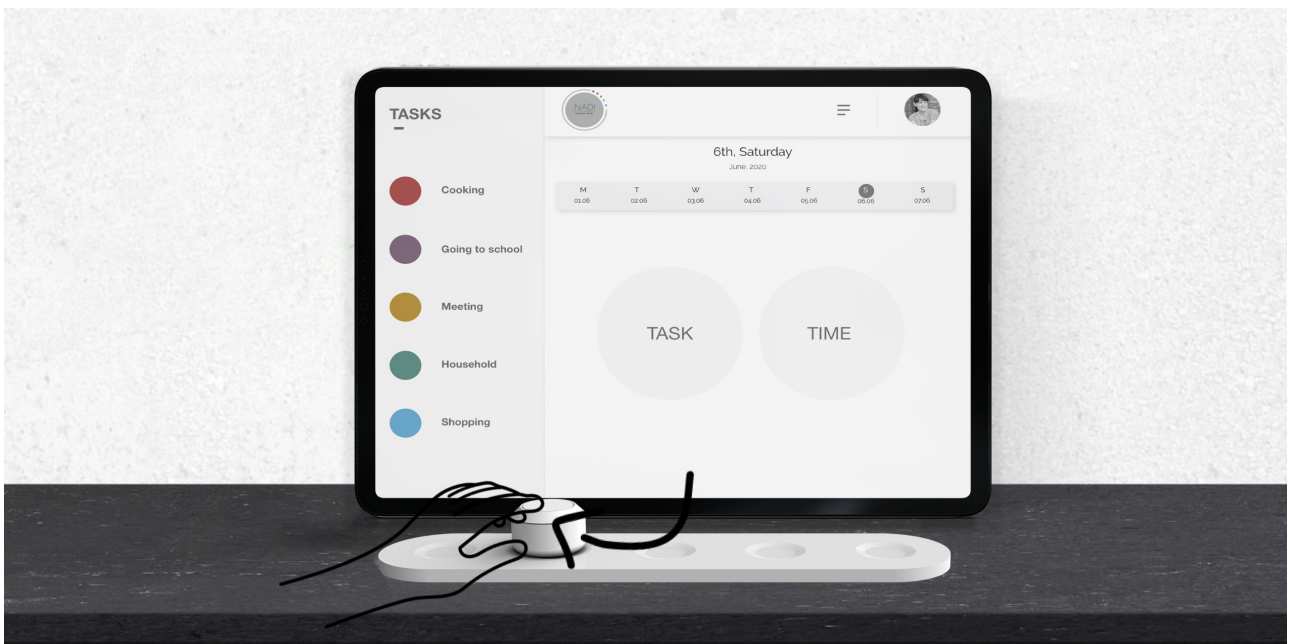 TASKS
Cooking
Going to school
Meeting
Household
Shopping
NADI
6th, Saturday
June, 2020
M T W T F S S
01.06 02.06 03.06 04.06 05.06 06.06 07.06
TASK TIME